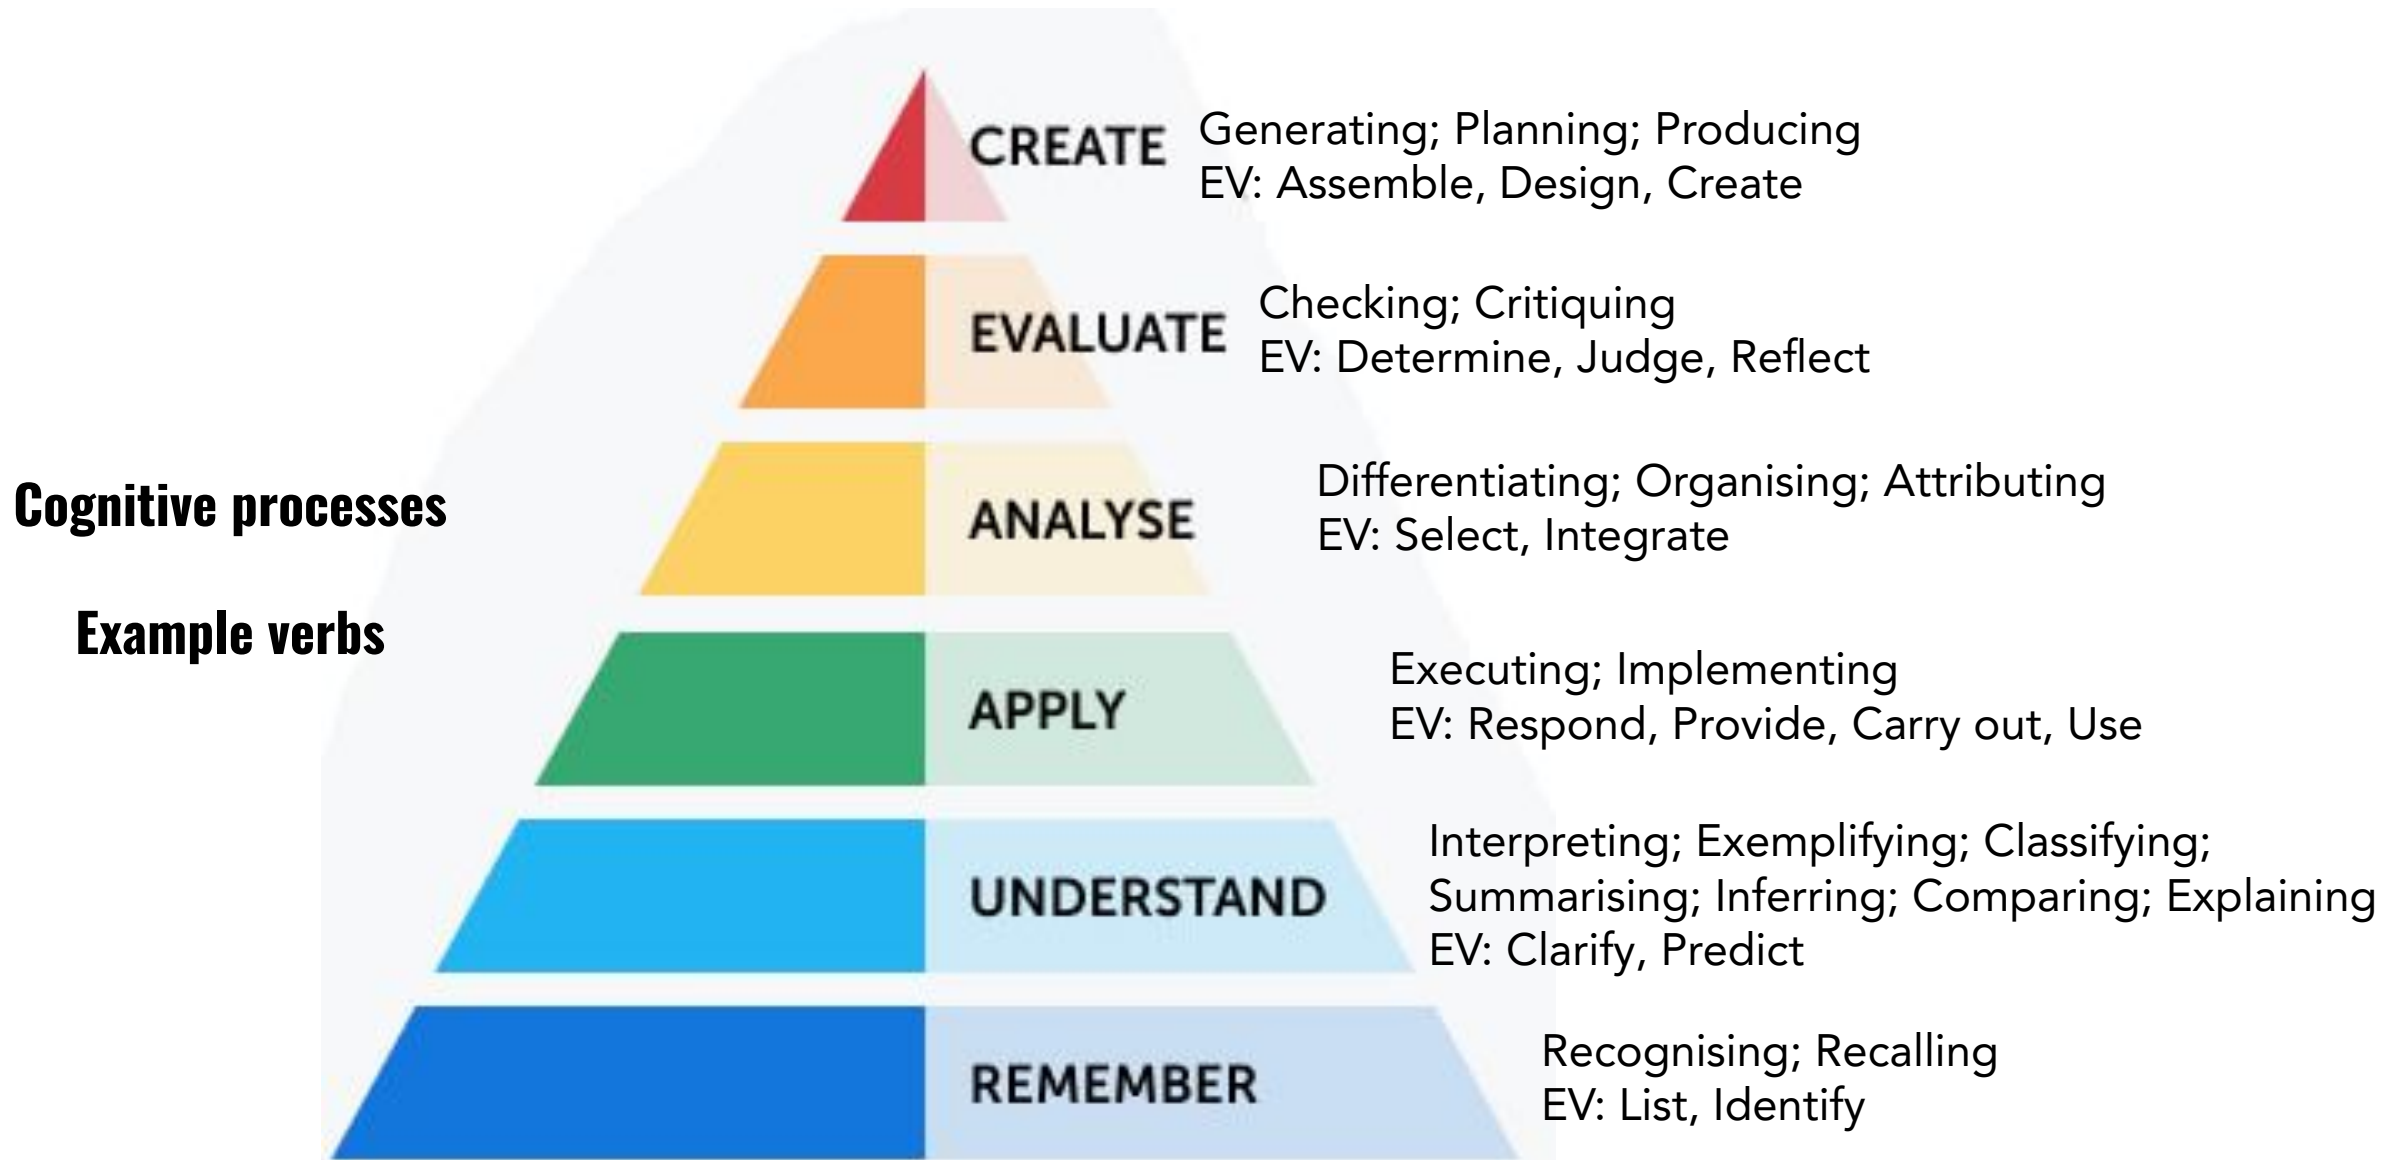 CREATE
Generating; Planning; Producing
EV: Assemble, Design, Create
EVALUATE
Checking; Critiquing
EV: Determine, Judge, Reflect
Cognitive processes
Example verbs
ANALYSE
Differentiating; Organising; Attributing
EV: Select, Integrate
APPLY
Executing; Implementing
EV: Respond, Provide, Carry out, Use
UNDERSTAND
Interpreting; Exemplifying; Classifying;
Summarising; Inferring; Comparing; Explaining
EV: Clarify, Predict
REMEMBER
Recognising; Recalling
EV: List, Identify